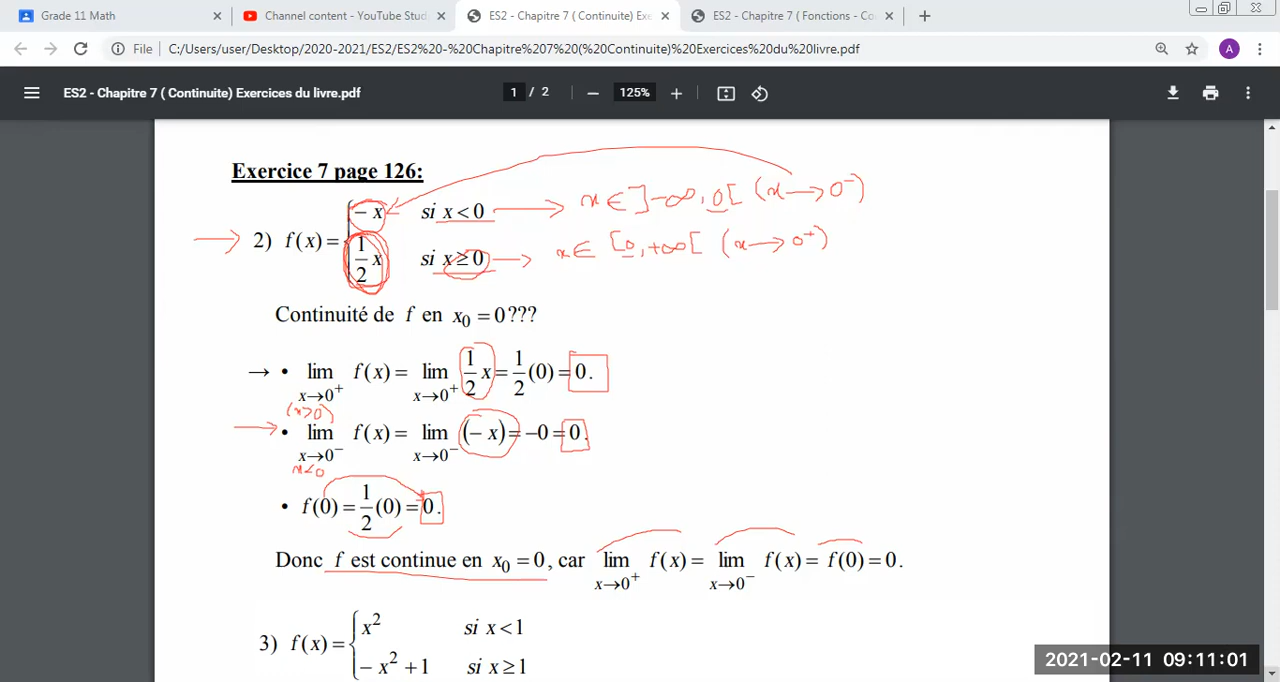 Grade 11 Math
Channel content - YouTube Stud
ES2 - Chapitre 7 ( Continuite) Exe
ES2 - Chapitre 7 ( Fonctions - Co
File C:/Users/user/Desktop/2020-2021/ES2/ES2%20-%20Chapitre%207%20(%20Continuite)%20Exercices%20du%20livre.pdf
A
ES2 - Chapitre 7 ( Continuite) Exercices du livre.pdf
1 / 2
125%
Exercice 7 page 126:
2) f(x) = { -x si x<0 → x ∈ ]-∞, 0[ (x → 0⁻)
1/2 x si x≥0 → x ∈ [0, +∞[ (x → 0⁺)
Continuité de f en x₀ = 0???
→ • lim x→0⁺ f(x) = lim x→0⁺ 1/2 x = 1/2 (0) = 0.
(x>0)
→ • lim x→0⁻ f(x) = lim x→0⁻ (-x) = -0 = 0.
x<0
• f(0) = 1/2 (0) = 0.
Donc f est continue en x₀ = 0, car lim x→0⁺ f(x) = lim x→0⁻ f(x) = f(0) = 0.
3) f(x) = { x² si x<1
-x² + 1 si x≥1
2021-02-11 09:11:01